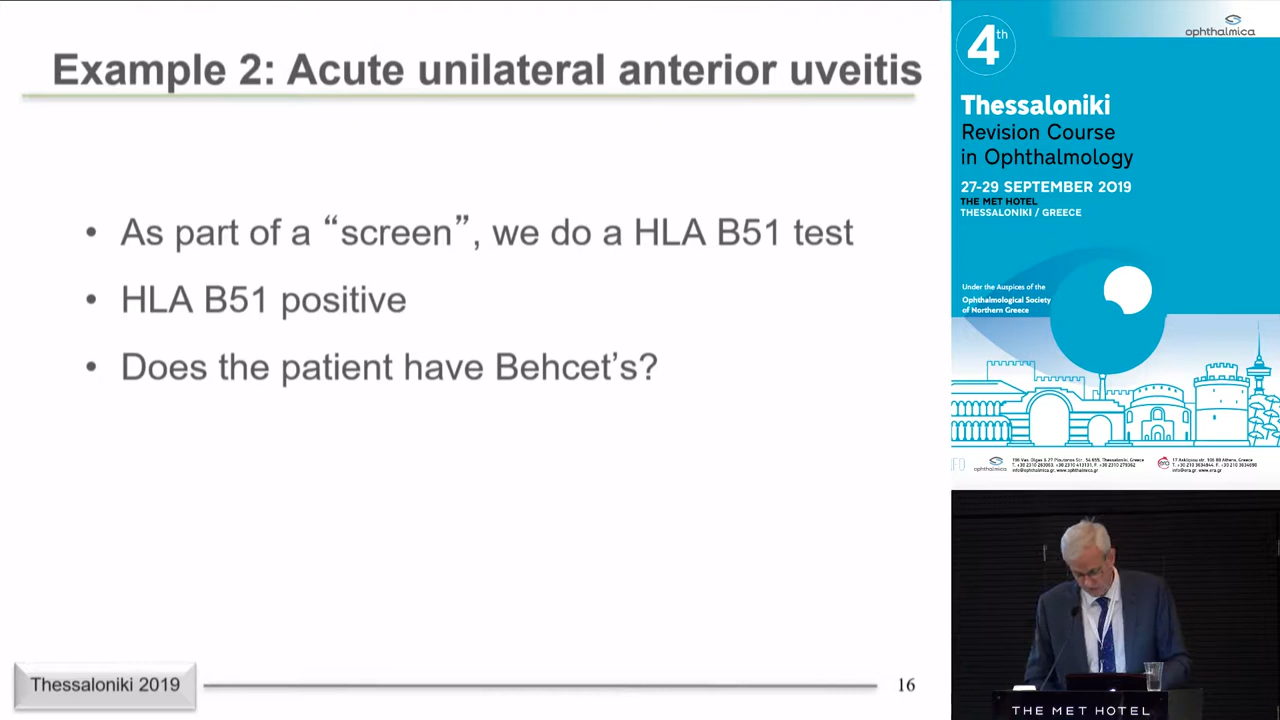 Example 2: Acute unilateral anterior uveitis
• As part of a “screen”, we do a HLA B51 test
• HLA B51 positive
• Does the patient have Behcet’s?
Thessaloniki 2019
16
ophthalmica
4th
Thessaloniki
Revision Course
in Ophthalmology
27-29 SEPTEMBER 2019
THE MET HOTEL
THESSALONIKI / GREECE
Under the Auspices of the
Ophthalmological Society
of Northern Greece
ophthalmica
THE MET HOTEL